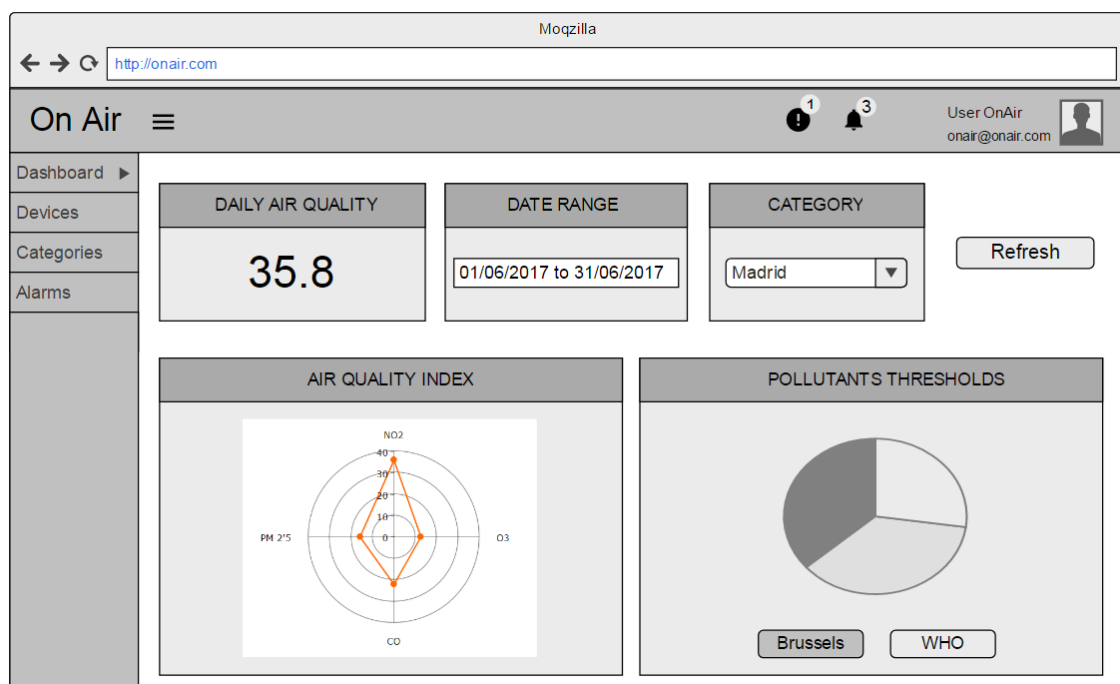 Moqzilla
http://onair.com
On Air
1
3
User OnAir
onair@onair.com
Dashboard
Devices
Categories
Alarms
DAILY AIR QUALITY
35.8
DATE RANGE
01/06/2017 to 31/06/2017
CATEGORY
Madrid
Refresh
AIR QUALITY INDEX
NO2
40
30
20
10
0
PM 2'5
O3
CO
POLLUTANTS THRESHOLDS
Brussels
WHO